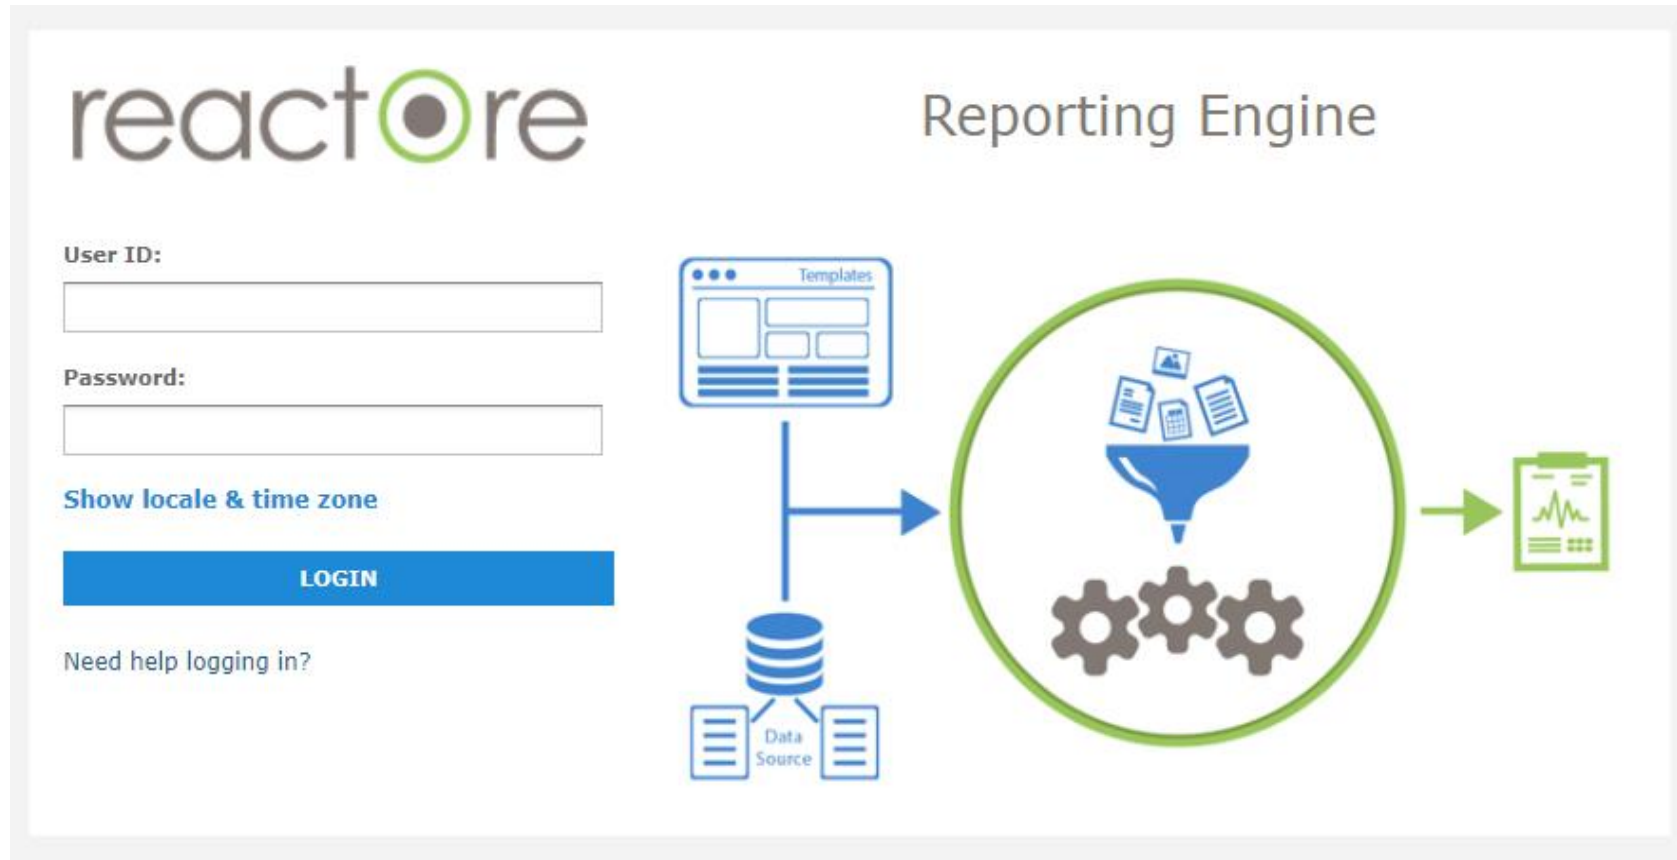 reactore
Reporting Engine
User ID:
Password:
Show locale & time zone
LOGIN
Need help logging in?
Templates
Data
Source